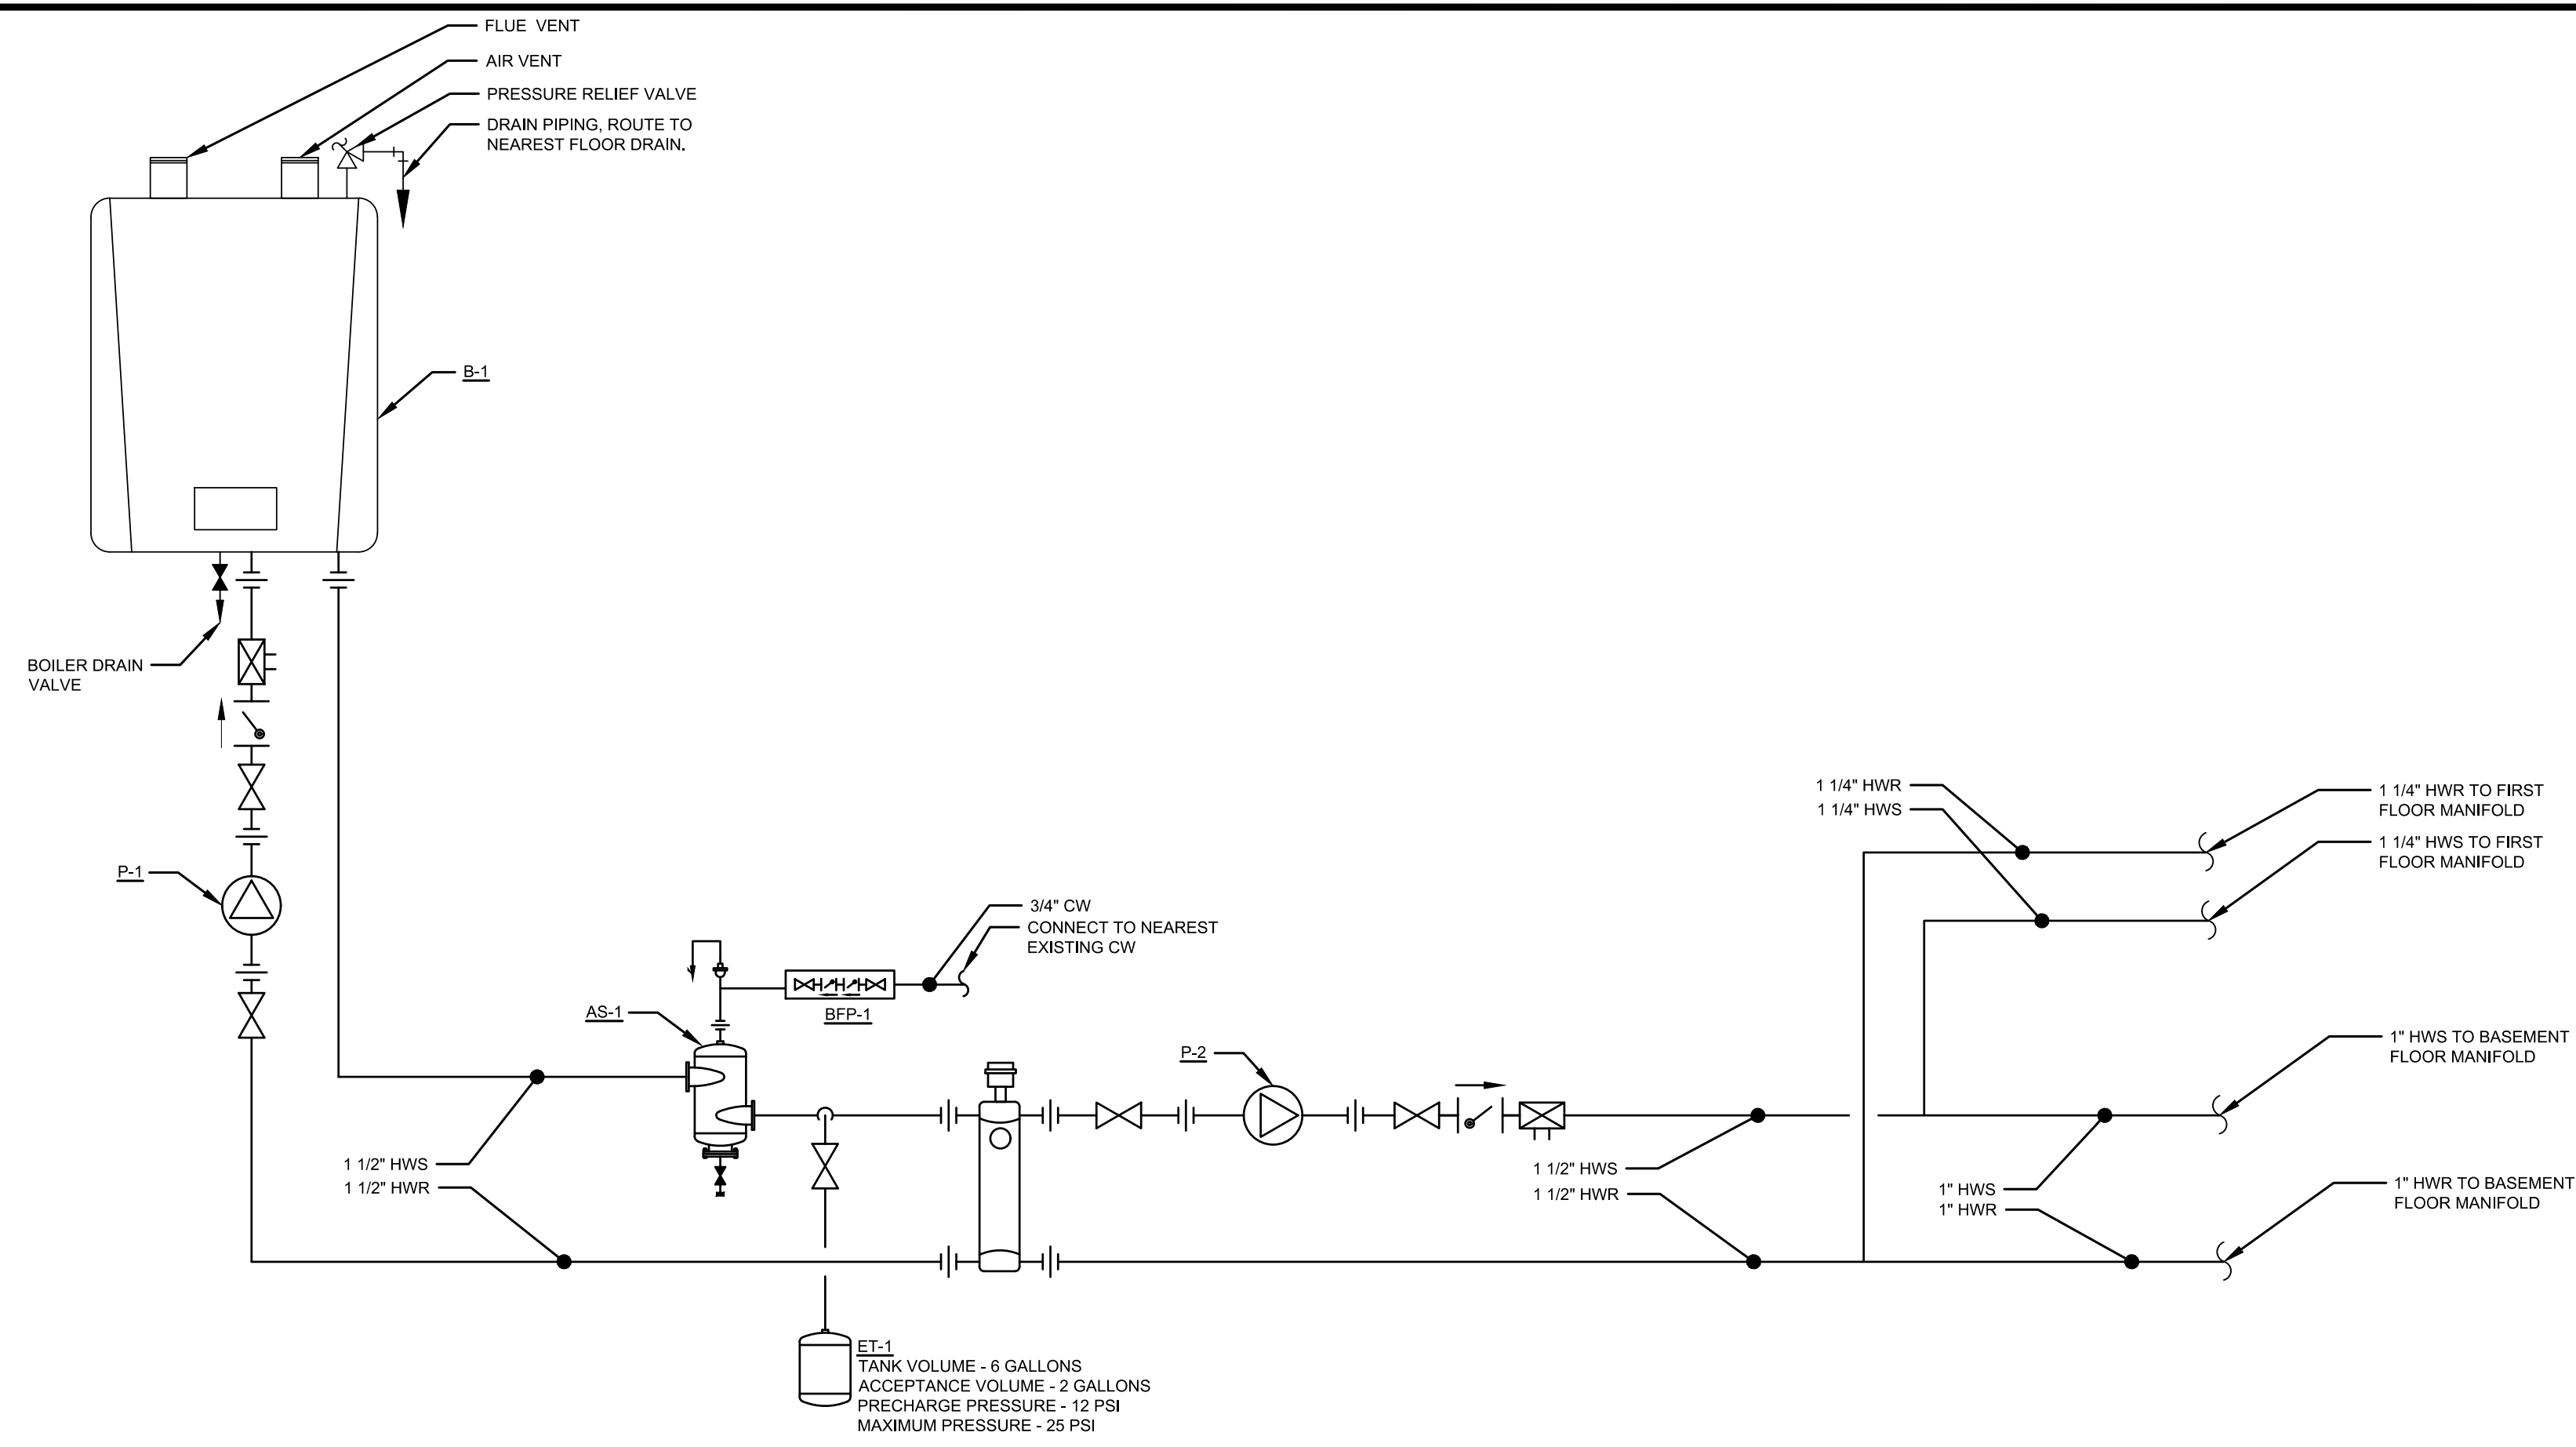 FLUE VENT
AIR VENT
PRESSURE RELIEF VALVE
DRAIN PIPING, ROUTE TO
NEAREST FLOOR DRAIN.
B-1
BOILER DRAIN
VALVE
P-1
1 1/4" HWR
1 1/4" HWS
1 1/4" HWR TO FIRST
FLOOR MANIFOLD
1 1/4" HWS TO FIRST
FLOOR MANIFOLD
3/4" CW
CONNECT TO NEAREST
EXISTING CW
AS-1
BFP-1
P-2
1" HWS TO BASEMENT
FLOOR MANIFOLD
1 1/2" HWS
1 1/2" HWR
1 1/2" HWS
1 1/2" HWR
1" HWS
1" HWR
1" HWR TO BASEMENT
FLOOR MANIFOLD
ET-1
TANK VOLUME - 6 GALLONS
ACCEPTANCE VOLUME - 2 GALLONS
PRECHARGE PRESSURE - 12 PSI
MAXIMUM PRESSURE - 25 PSI